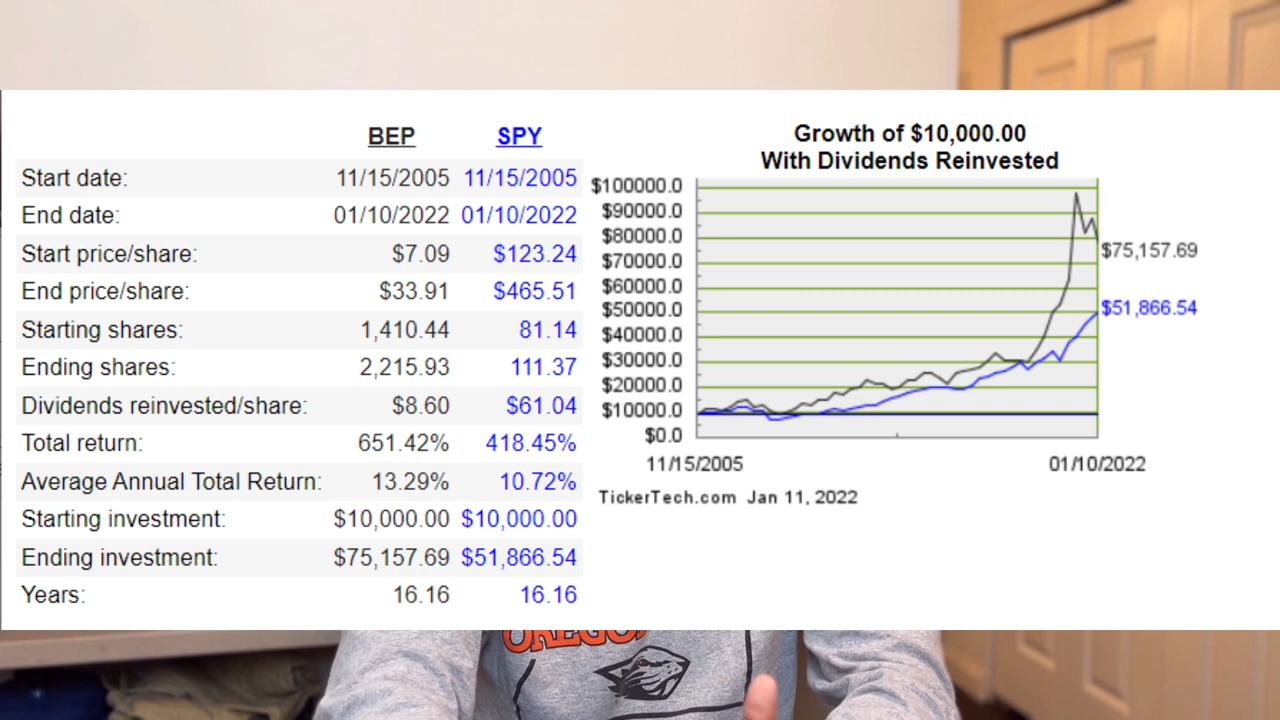 BEP SPY
Start date: 11/15/2005 11/15/2005
End date: 01/10/2022 01/10/2022
Start price/share: $7.09 $123.24
End price/share: $33.91 $465.51
Starting shares: 1,410.44 81.14
Ending shares: 2,215.93 111.37
Dividends reinvested/share: $8.60 $61.04
Total return: 651.42% 418.45%
Average Annual Total Return: 13.29% 10.72%
Starting investment: $10,000.00 $10,000.00
Ending investment: $75,157.69 $51,866.54
Years: 16.16 16.16
Growth of $10,000.00
With Dividends Reinvested
$100000.0
$90000.0
$80000.0
$70000.0
$60000.0
$50000.0
$40000.0
$30000.0
$20000.0
$10000.0
$0.0
$75,157.69
$51,866.54
11/15/2005 01/10/2022
TickerTech.com Jan 11, 2022